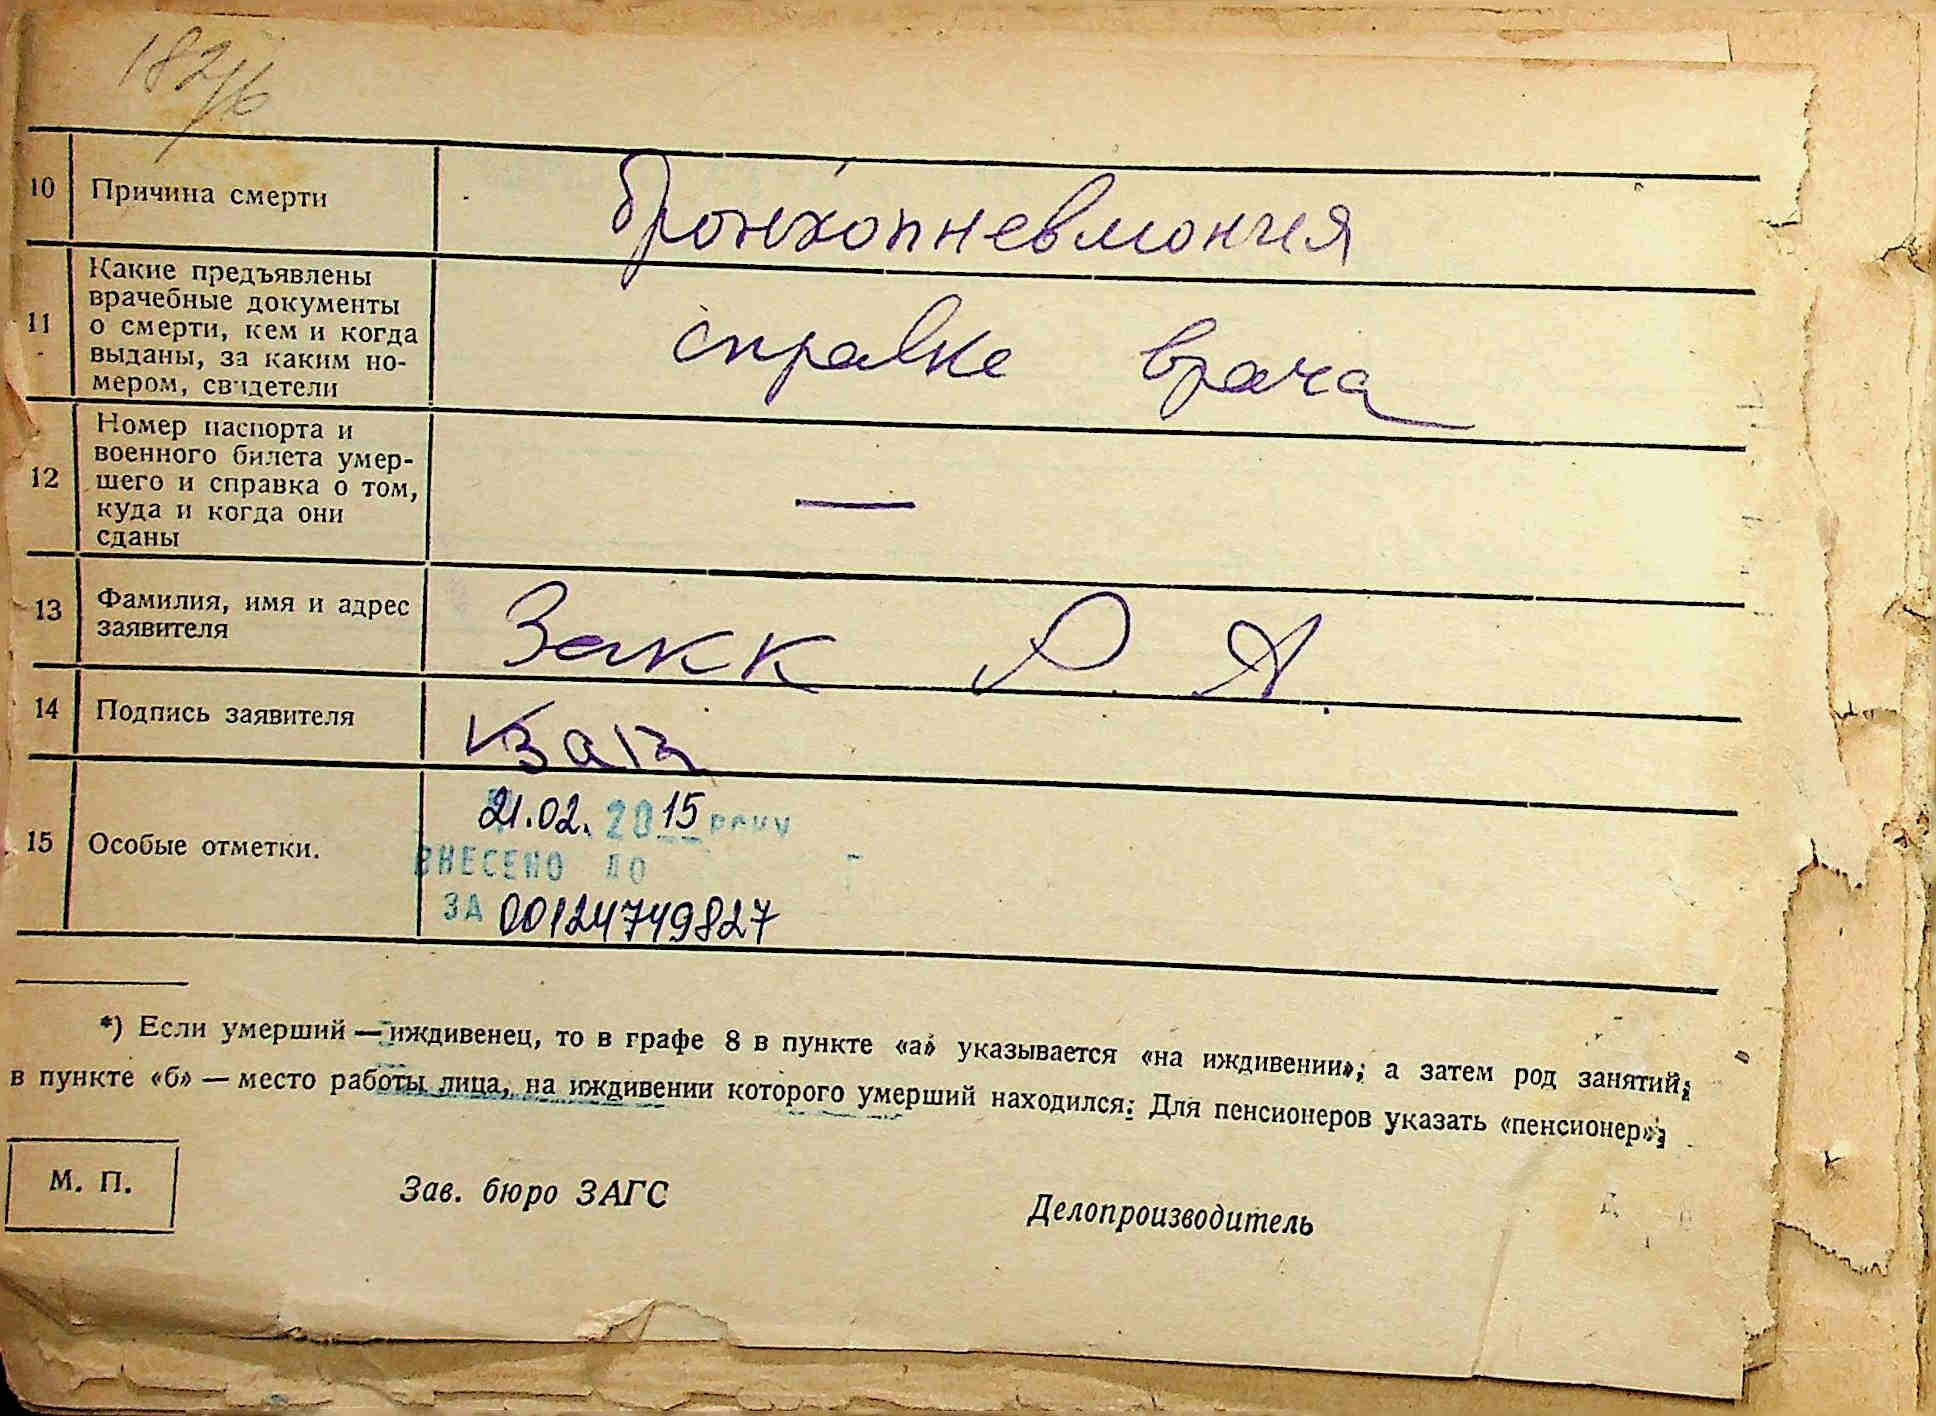 182/б
10 Причина смерти Бронхопневмония
11 Какие предъявлены
врачебные документы
о смерти, кем и когда
выданы, за каким но-
мером, свидетели
справке врача
12 Номер паспорта и
военного билета умер-
шего и справка о том,
куда и когда они
сданы
—
13 Фамилия, имя и адрес
заявителя
Закк Р. А.
14 Подпись заявителя
15 Особые отметки.
21.02. 2015 року
ВНЕСЕНО ДО
ЗА 00124749827
*) Если умерший — иждивенец, то в графе 8 в пункте «а» указывается «на иждивении»; а затем род занятий;
в пункте «б» — место работы лица, на иждивении которого умерший находился: Для пенсионеров указать «пенсионер»;
М. П.
Зав. бюро ЗАГС
Делопроизводитель